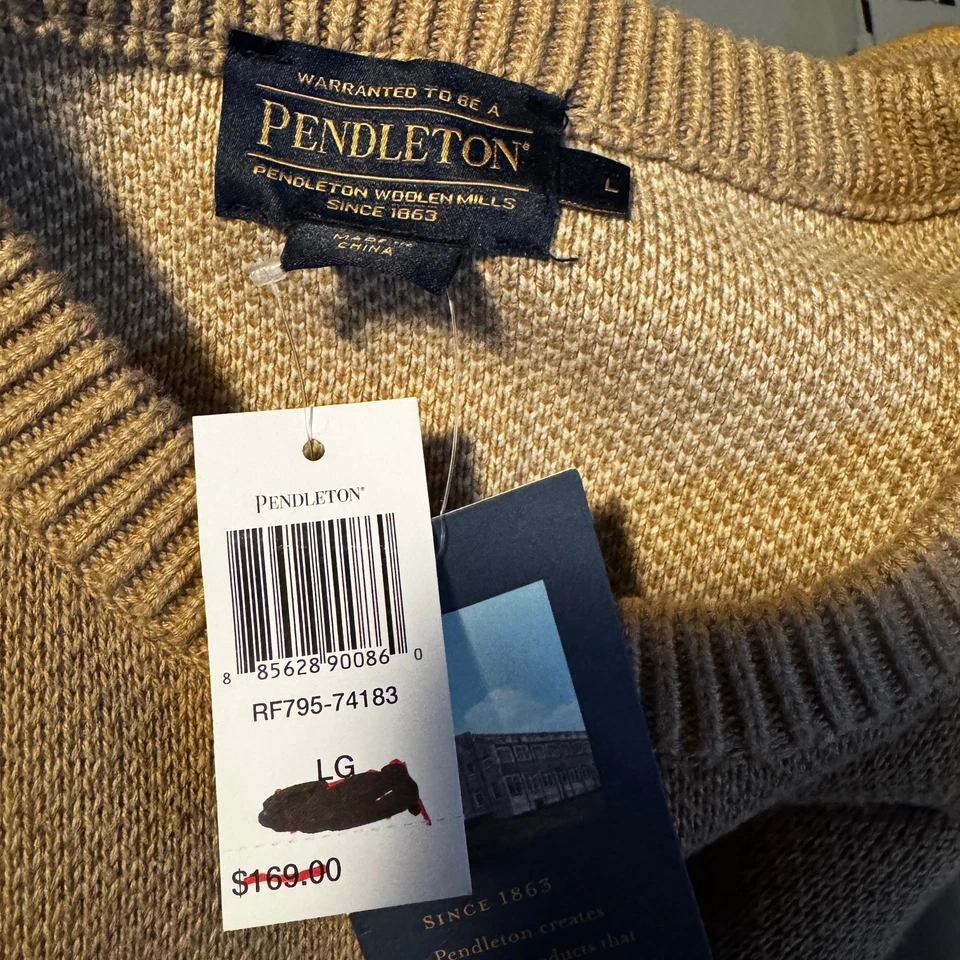 WARRANTED TO BE A
PENDLETON®
PENDLETON WOOLEN MILLS
SINCE 1863
L
MADE IN
CHINA
PENDLETON®
8 85628 90086 0
RF795-74183
LG
$169.00
SINCE 1863
Pendleton creates
that